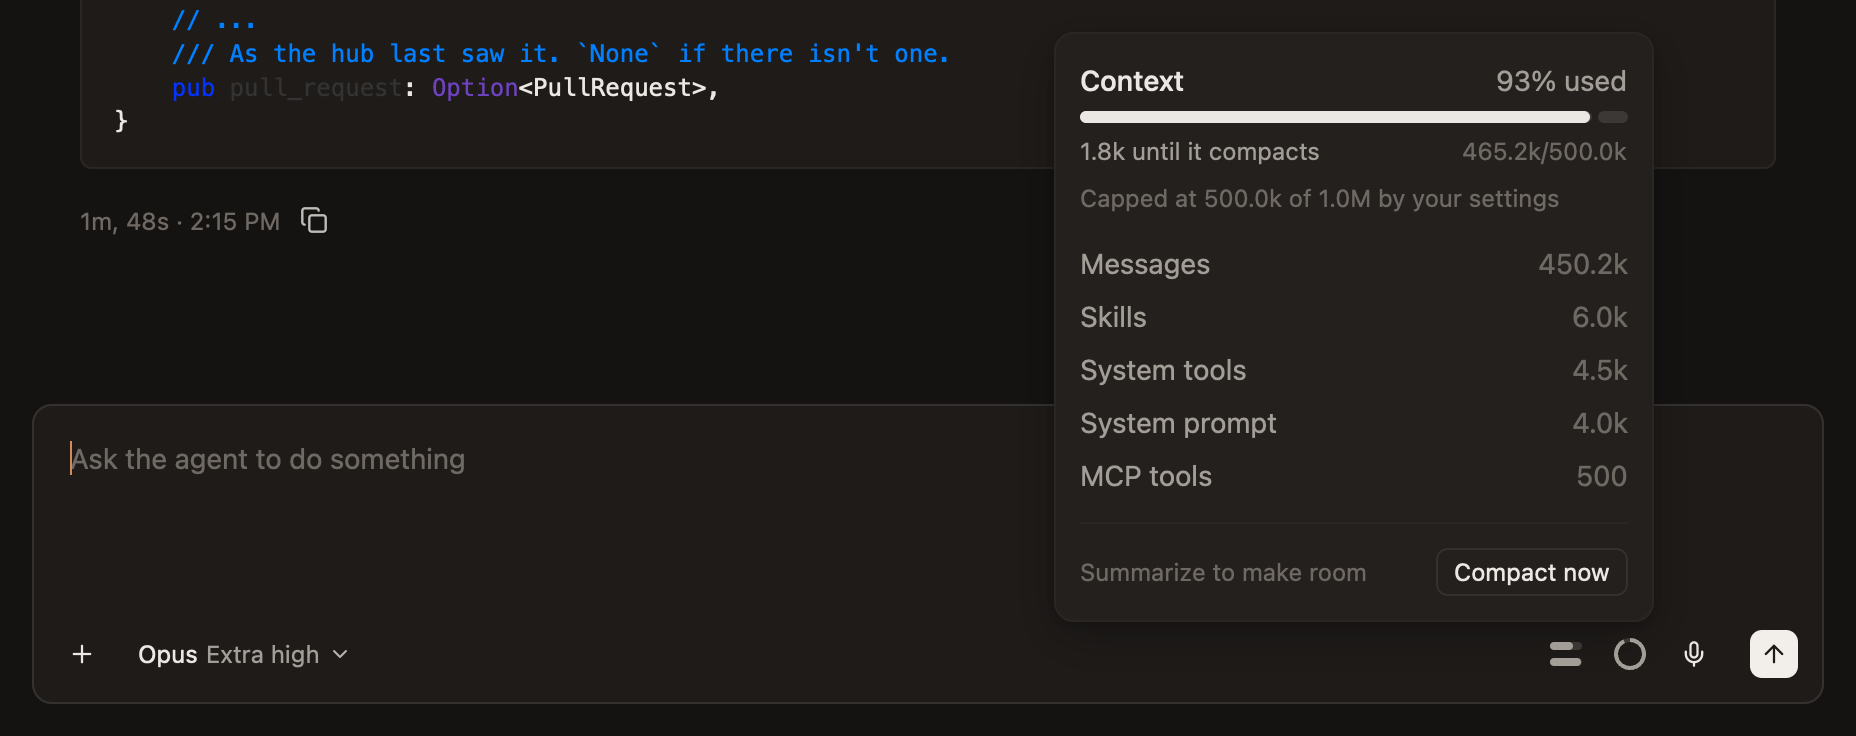 // ...
/// As the hub last saw it. `None` if there isn't one.
pub pull_request: Option<PullRequest>,
}
1m, 48s · 2:15 PM
Context 93% used
1.8k until it compacts 465.2k/500.0k
Capped at 500.0k of 1.0M by your settings
Messages 450.2k
Skills 6.0k
System tools 4.5k
System prompt 4.0k
MCP tools 500
Summarize to make room Compact now
Ask the agent to do something
Opus Extra high